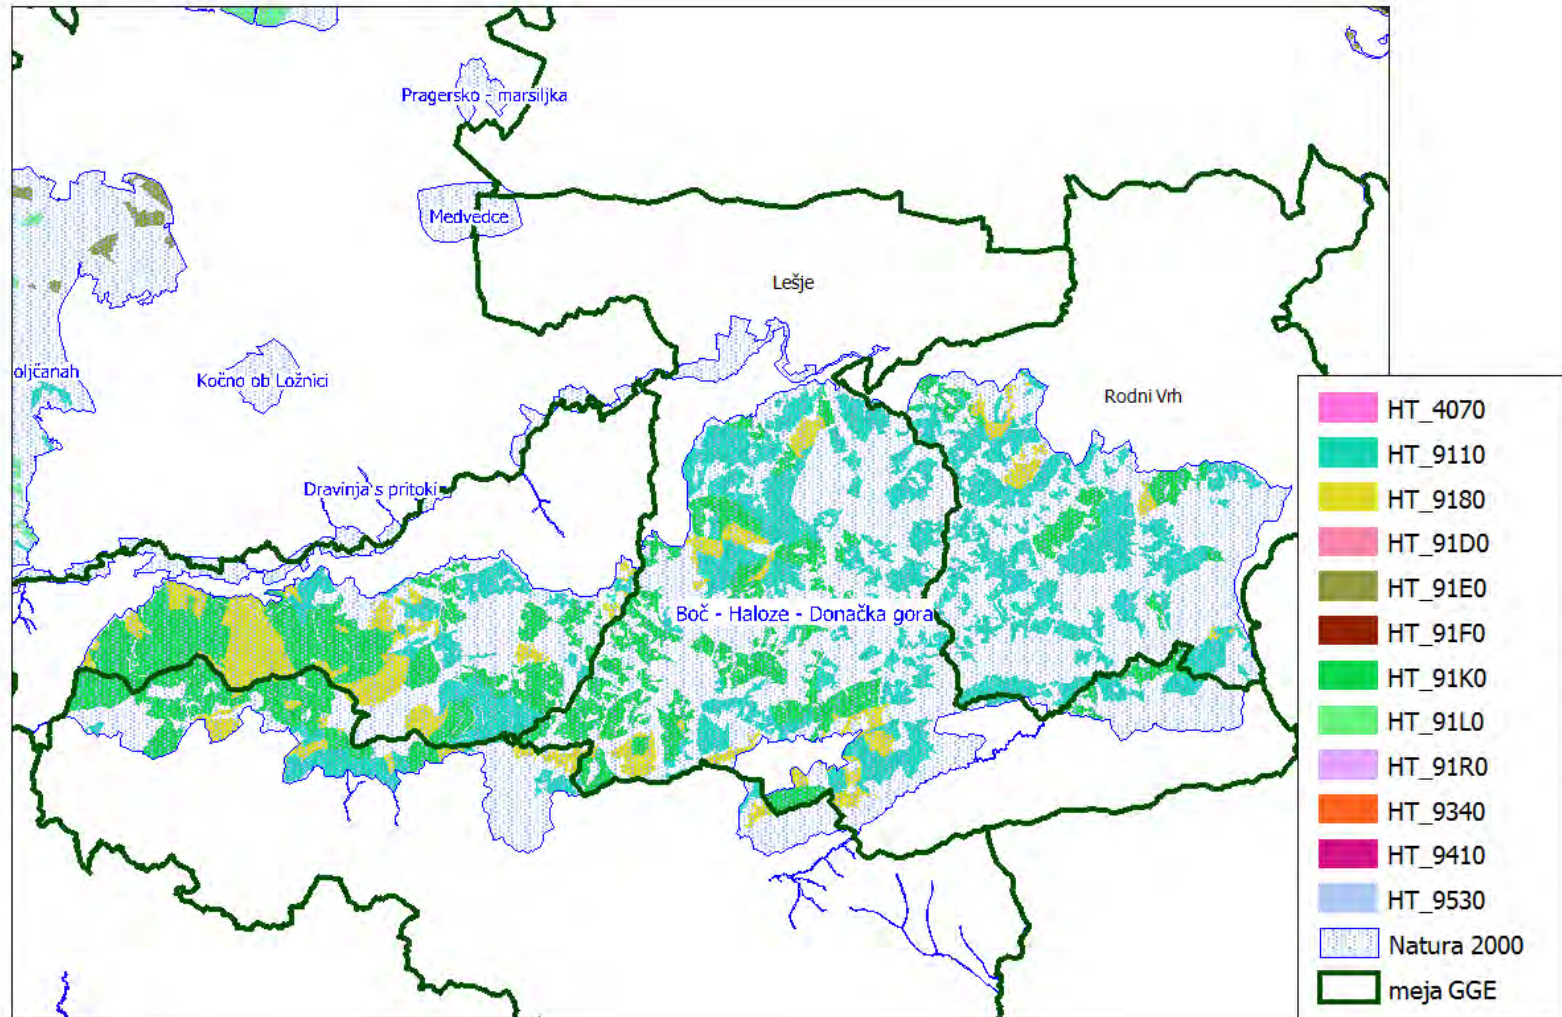 Pragersko - marsiljka
Medvedce
Lešje
oljčanah
Kočno ob Ložnici
Rodni Vrh
Dravinja s pritoki
Boč - Haloze - Donačka gora
HT_4070
HT_9110
HT_9180
HT_91D0
HT_91E0
HT_91F0
HT_91K0
HT_91L0
HT_91R0
HT_9340
HT_9410
HT_9530
Natura 2000
meja GGE